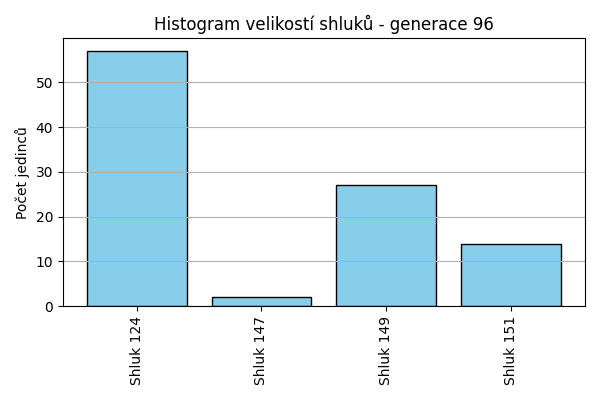 Histogram velikostí shluků - generace 96
Počet jedinců
50
40
30
20
10
0
Shluk 124
Shluk 147
Shluk 149
Shluk 151